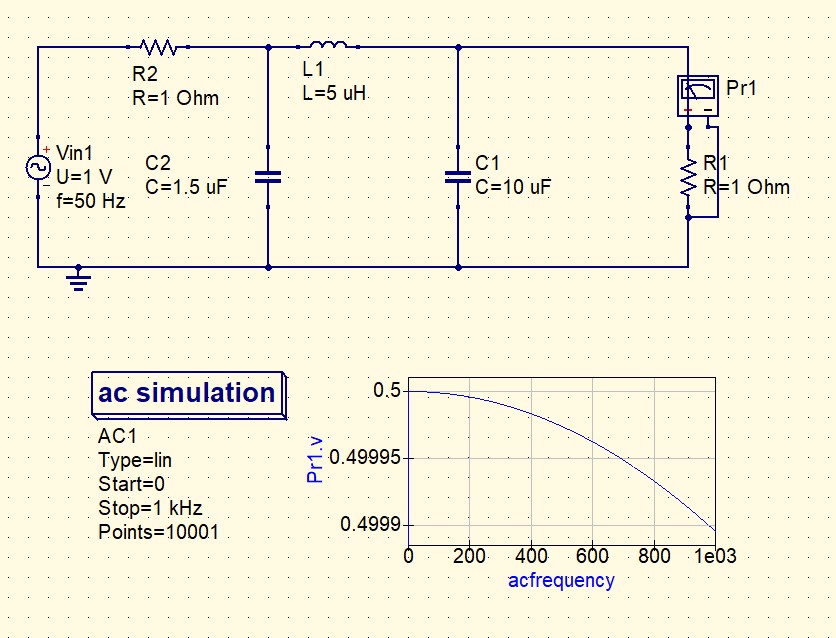 R2
R=1 Ohm
L1
L=5 uH
Pr1
Vin1
U=1 V
f=50 Hz
C2
C=1.5 uF
C1
C=10 uF
R1
R=1 Ohm
ac simulation
AC1
Type=lin
Start=0
Stop=1 kHz
Points=10001
Pr1.v
0.5
0.49995
0.4999
0 200 400 600 800 1e03
acfrequency